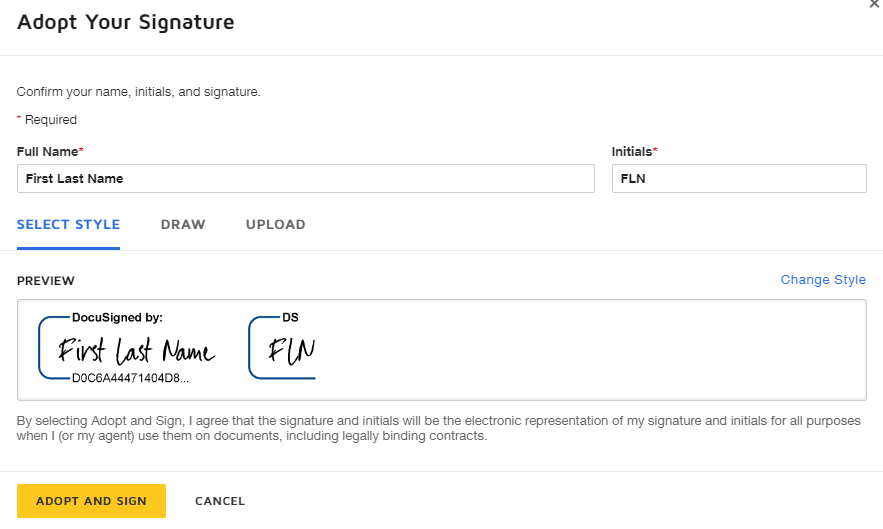 ×
Adopt Your Signature
Confirm your name, initials, and signature.
* Required
Full Name*
Initials*
First Last Name
FLN
SELECT STYLE
DRAW
UPLOAD
PREVIEW
Change Style
DocuSigned by:
First Last Name
D0C6A44471404D8...
DS
FLN
By selecting Adopt and Sign, I agree that the signature and initials will be the electronic representation of my signature and initials for all purposes
when I (or my agent) use them on documents, including legally binding contracts.
ADOPT AND SIGN
CANCEL